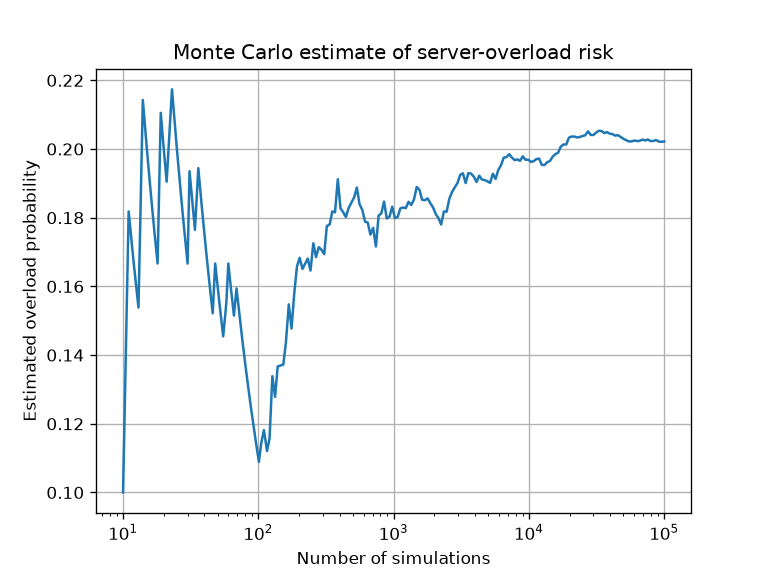 Monte Carlo estimate of server-overload risk
Estimated overload probability
0.22
0.20
0.18
0.16
0.14
0.12
0.10
10¹ 10² 10³ 10⁴ 10⁵
Number of simulations